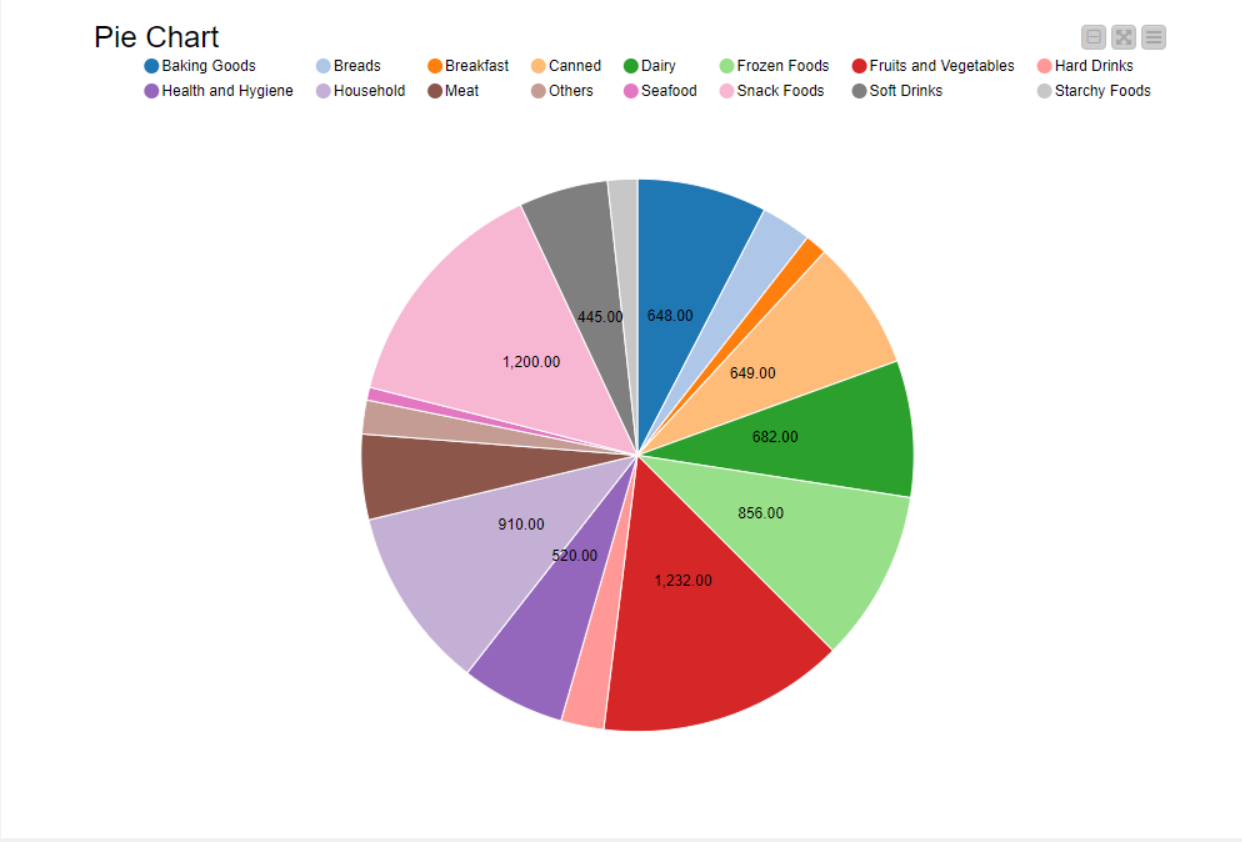 Pie Chart
Baking Goods Breads Breakfast Canned Dairy Frozen Foods Fruits and Vegetables Hard Drinks
Health and Hygiene Household Meat Others Seafood Snack Foods Soft Drinks Starchy Foods
445.00 648.00
1,200.00
649.00
682.00
856.00
910.00
520.00
1,232.00